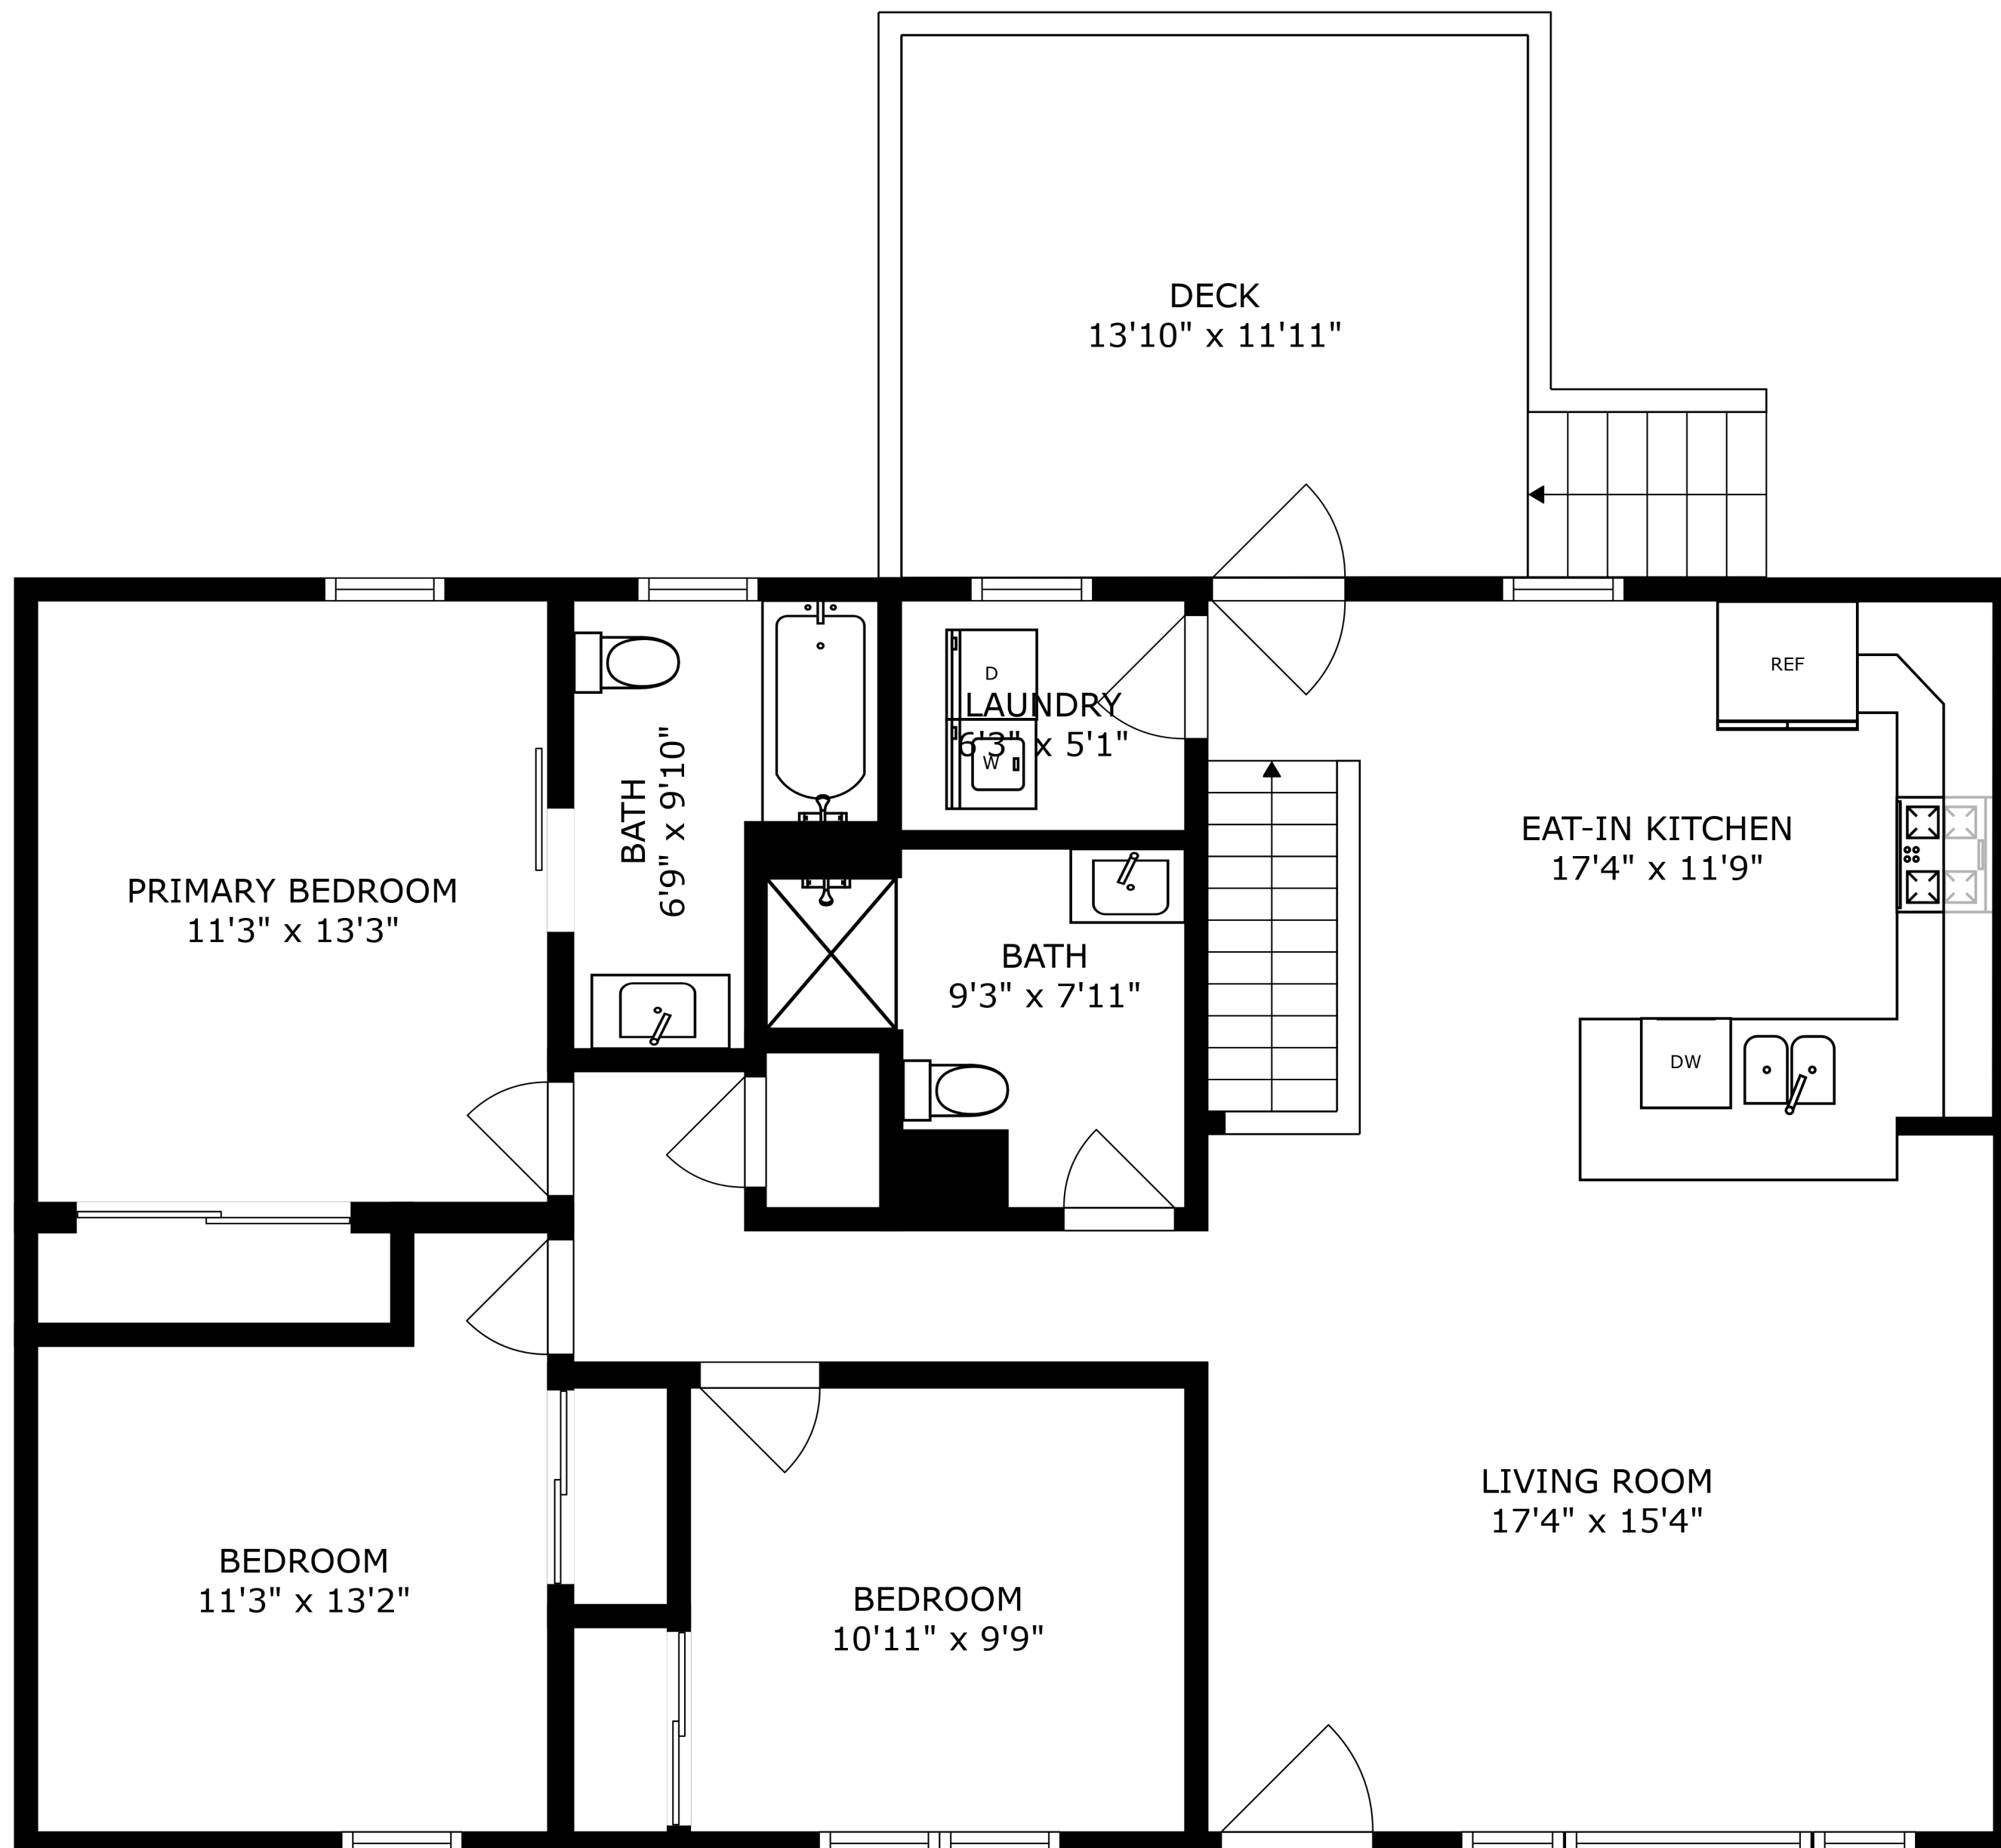 DECK
13'10" x 11'11"
REF
D
LAUNDRY
6'3" x 5'1"
W
BATH
6'9" x 9'10"
EAT-IN KITCHEN
17'4" x 11'9"
PRIMARY BEDROOM
11'3" x 13'3"
BATH
9'3" x 7'11"
DW
LIVING ROOM
17'4" x 15'4"
BEDROOM
11'3" x 13'2"
BEDROOM
10'11" x 9'9"